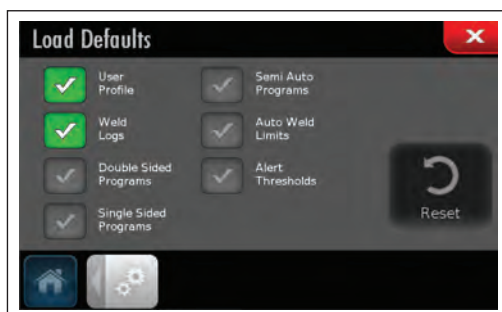 Load Defaults
User
Profile
Weld
Logs
Double Sided
Programs
Single Sided
Programs
Semi Auto
Programs
Auto Weld
Limits
Alert
Thresholds
Reset